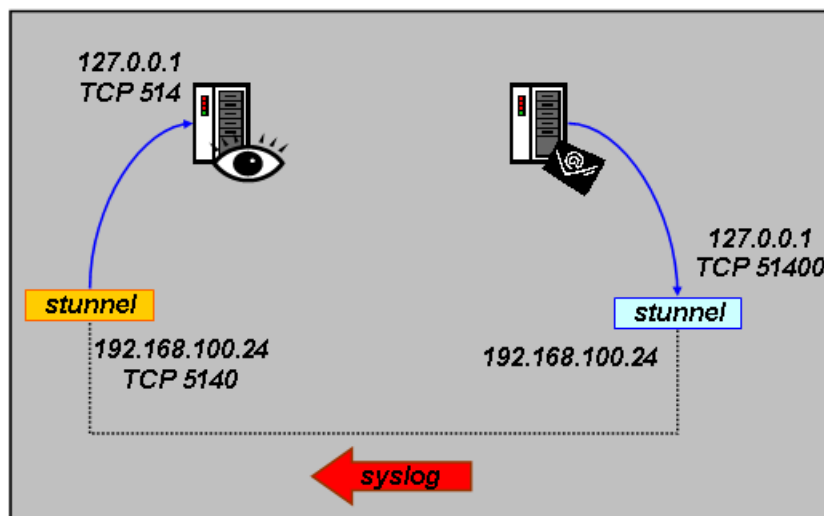 127.0.0.1
TCP 514
127.0.0.1
TCP 51400
stunnel
stunnel
192.168.100.24
TCP 5140
192.168.100.24
syslog